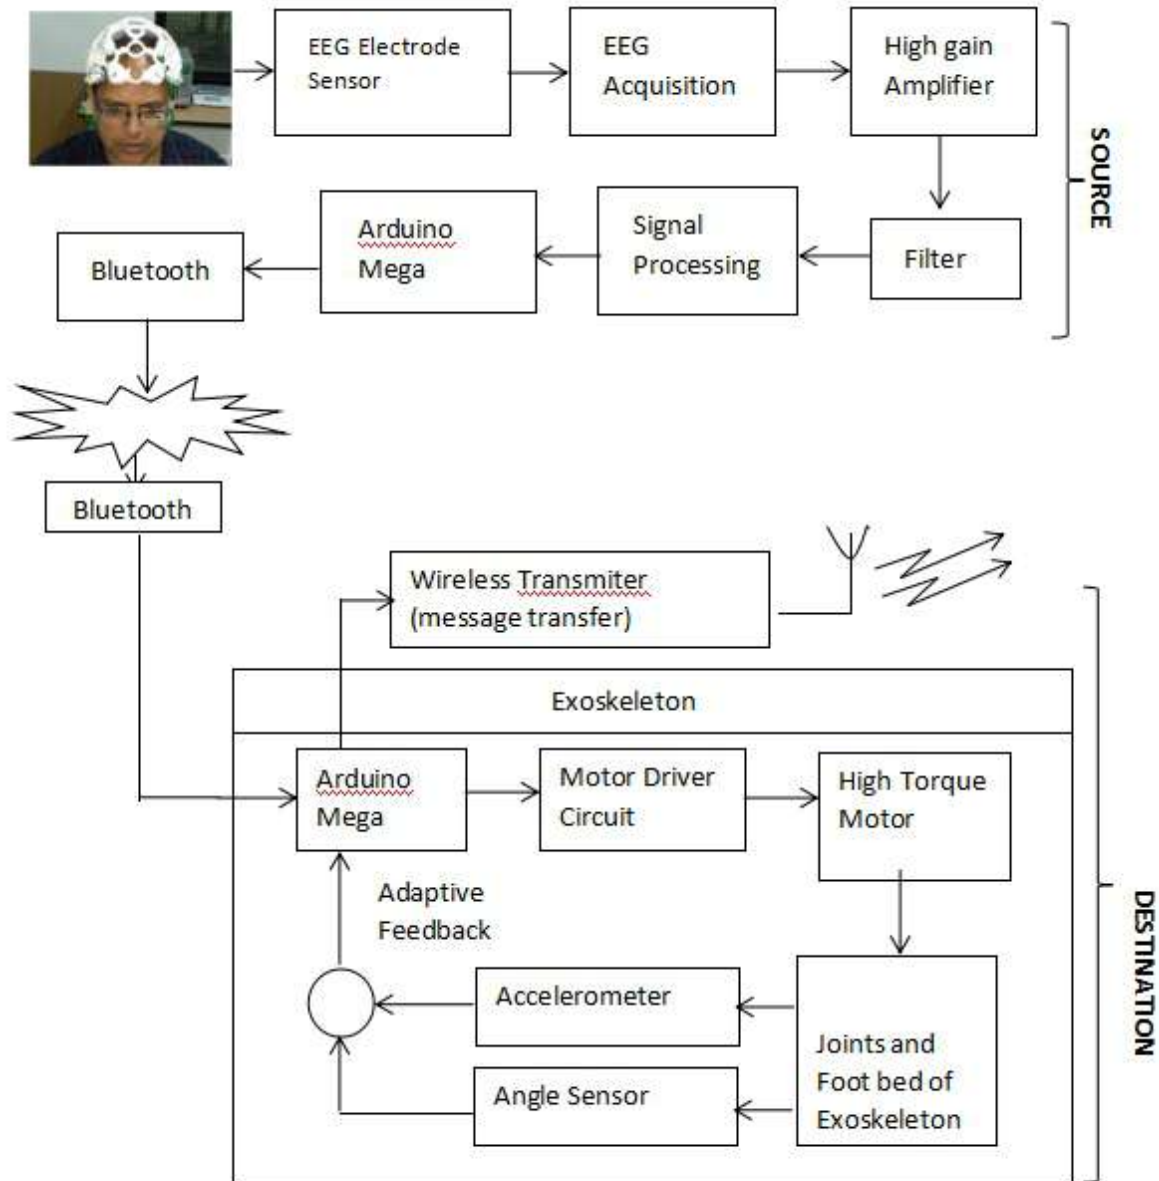 EEG Electrode
Sensor
EEG
Acquisition
High gain
Amplifier
SOURCE
Bluetooth
Arduino
Mega
Signal
Processing
Filter
Bluetooth
Wireless Transmiter
(message transfer)
Exoskeleton
Arduino
Mega
Motor Driver
Circuit
High Torque
Motor
Adaptive
Feedback
Accelerometer
Angle Sensor
Joints and
Foot bed of
Exoskeleton
DESTINATION